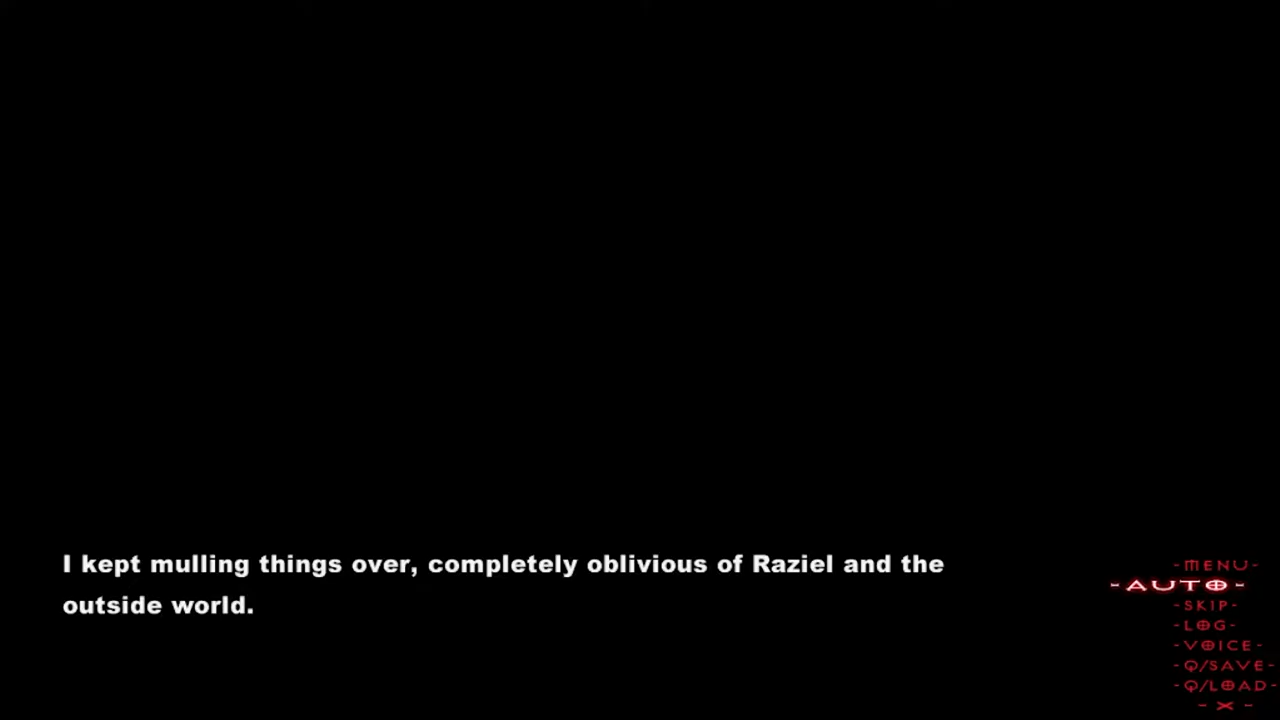 I kept mulling things over, completely oblivious of Raziel and the
outside world.
-MENU-
-AUTO-
-SKIP-
-LOG-
-VOICE-
-Q/SAVE-
-Q/LOAD-
-X-